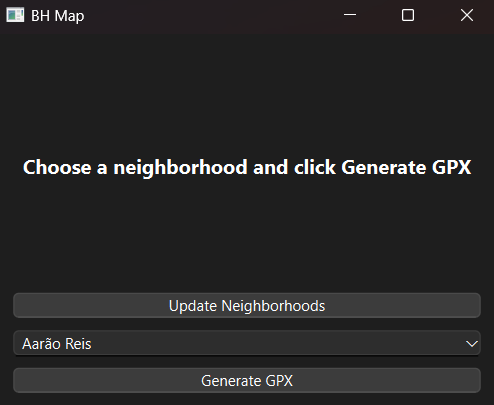 BH Map
Choose a neighborhood and click Generate GPX
Update Neighborhoods
Aarão Reis
Generate GPX